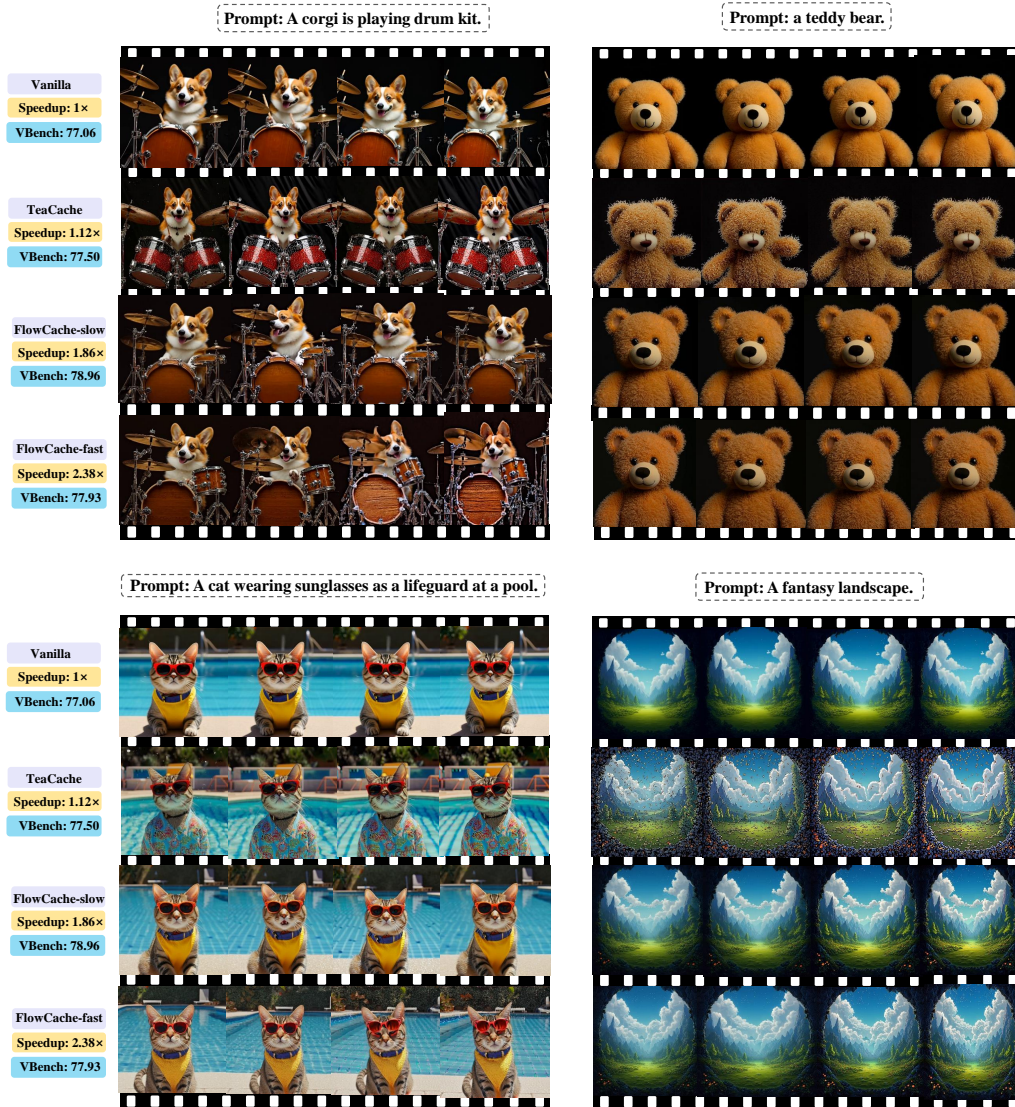 Prompt: A corgi is playing drum kit.
Prompt: a teddy bear.
Vanilla
Speedup: 1×
VBench: 77.06
TeaCache
Speedup: 1.12×
VBench: 77.50
FlowCache-slow
Speedup: 1.86×
VBench: 78.96
FlowCache-fast
Speedup: 2.38×
VBench: 77.93
Prompt: A cat wearing sunglasses as a lifeguard at a pool.
Prompt: A fantasy landscape.
Vanilla
Speedup: 1×
VBench: 77.06
TeaCache
Speedup: 1.12×
VBench: 77.50
FlowCache-slow
Speedup: 1.86×
VBench: 78.96
FlowCache-fast
Speedup: 2.38×
VBench: 77.93